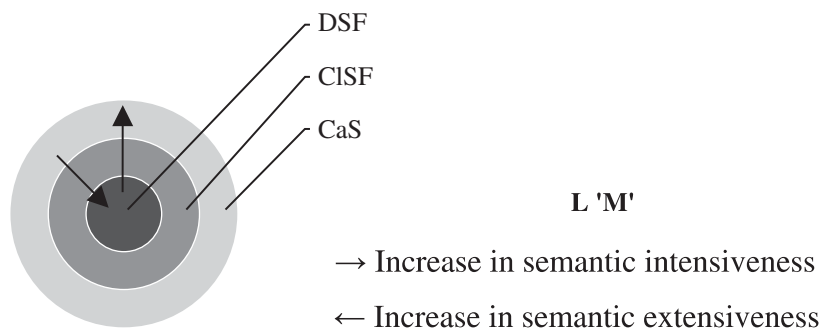 DSF
ClSF
CaS
L 'M'
→ Increase in semantic intensiveness
← Increase in semantic extensiveness